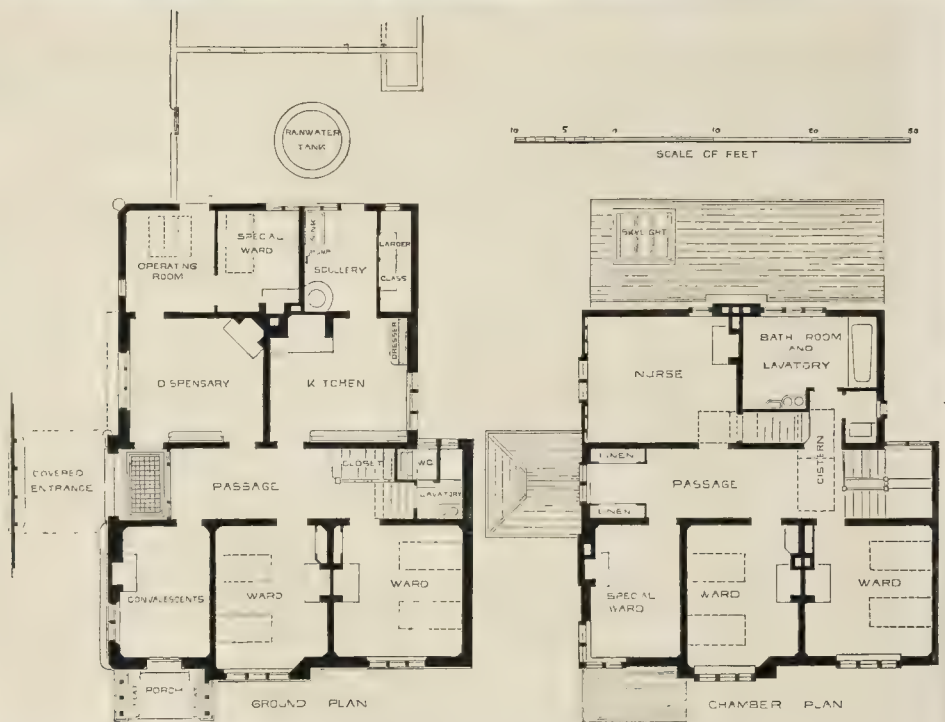 RAINWATER
TANK
10 5 0 10 20 30
SCALE OF FEET
OPERATING
ROOM
SPECIAL
WARD
SINK
PUMP
SCULLERY
LARDER
GLASS
DISPENSARY
KITCHEN
DRESSER
COVERED
ENTRANCE
PASSAGE
CLOSET
WC
LAVATORY
CONVALESCENTS
WARD
WARD
FLAT
PORCH
GROUND PLAN
SKYLIGHT
NURSE
BATH ROOM
AND
LAVATORY
LINEN
PASSAGE
CISTERN
LINEN
SPECIAL
WARD
WARD
WARD
CHAMBER PLAN